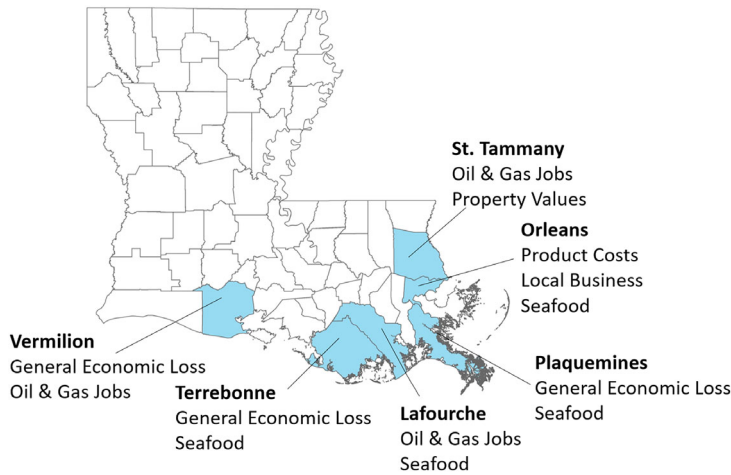 St. Tammany
Oil & Gas Jobs
Property Values
Orleans
Product Costs
Local Business
Seafood
Vermilion
General Economic Loss
Oil & Gas Jobs
Terrebonne
General Economic Loss
Seafood
Lafourche
Oil & Gas Jobs
Seafood
Plaquemines
General Economic Loss
Seafood